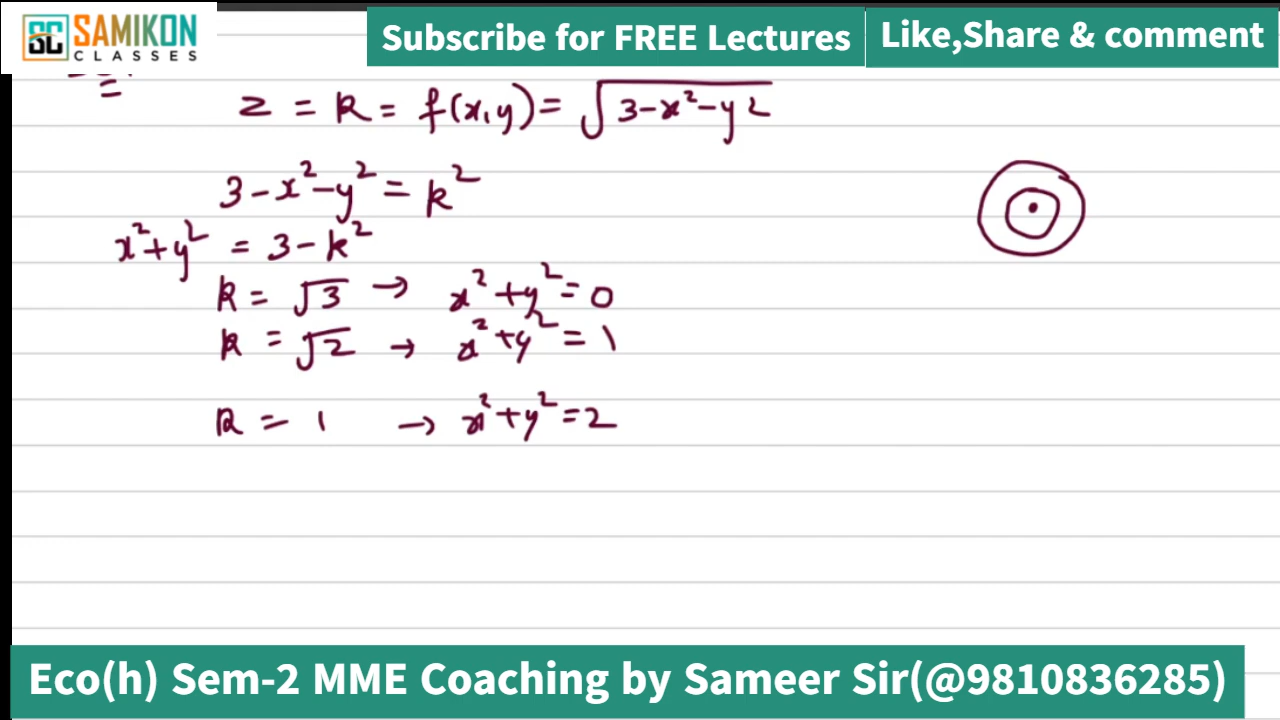 SC SAMIKON
CLASSES
Subscribe for FREE Lectures
Like,Share & comment
z = k = f(x,y) = √(3-x²-y²)
3-x²-y² = k²
x²+y² = 3-k²
k = √3 → x²+y²=0
k = √2 → x²+y² = 1
k = 1 → x²+y²=2
Eco(h) Sem-2 MME Coaching by Sameer Sir(@9810836285)